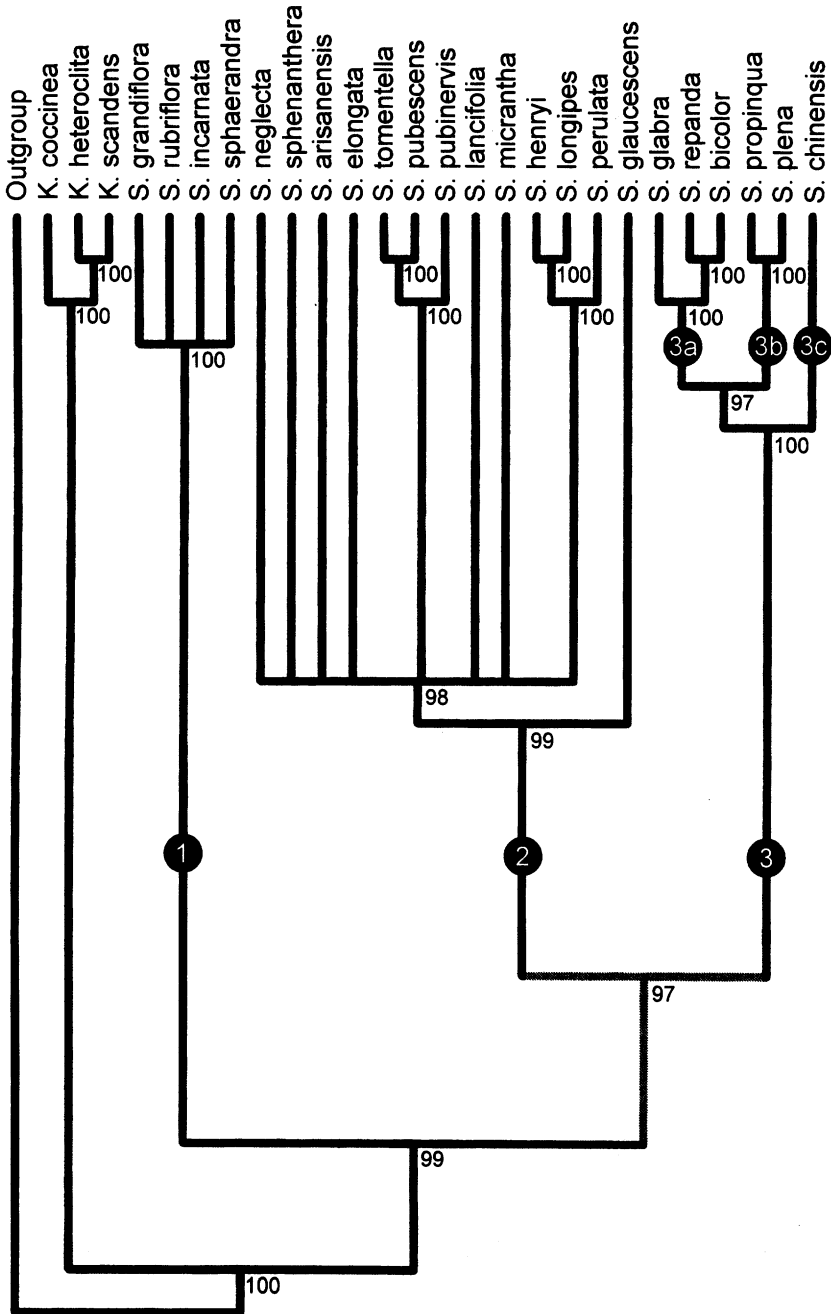 Outgroup
K. coccinea
K. heteroclita
K. scandens
S. grandiflora
S. rubriflora
S. incarnata
S. sphaerandra
S. neglecta
S. sphenanthera
S. arisanensis
S. elongata
S. tomentella
S. pubescens
S. pubinervis
S. lancifolia
S. micrantha
S. henryi
S. longipes
S. perulata
S. glaucescens
S. glabra
S. repanda
S. bicolor
S. propinqua
S. plena
S. chinensis
100
100
100
100
100
100
100
100
100
100
3a
3b
3c
97
100
98
99
1
2
3
97
99
100